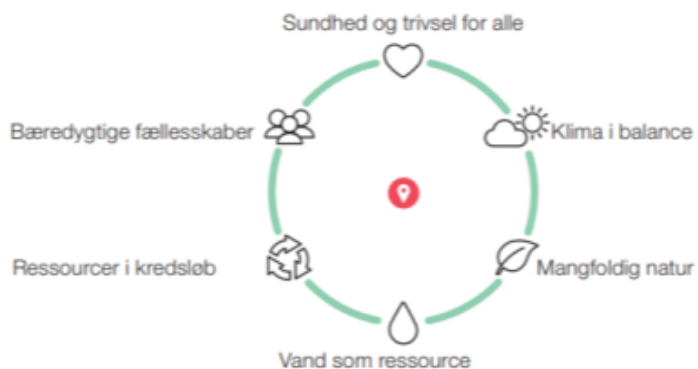 Sundhed og trivsel for alle
Bæredygtige fællesskaber
Klima i balance
Ressourcer i kredsløb
Mangfoldig natur
Vand som ressource